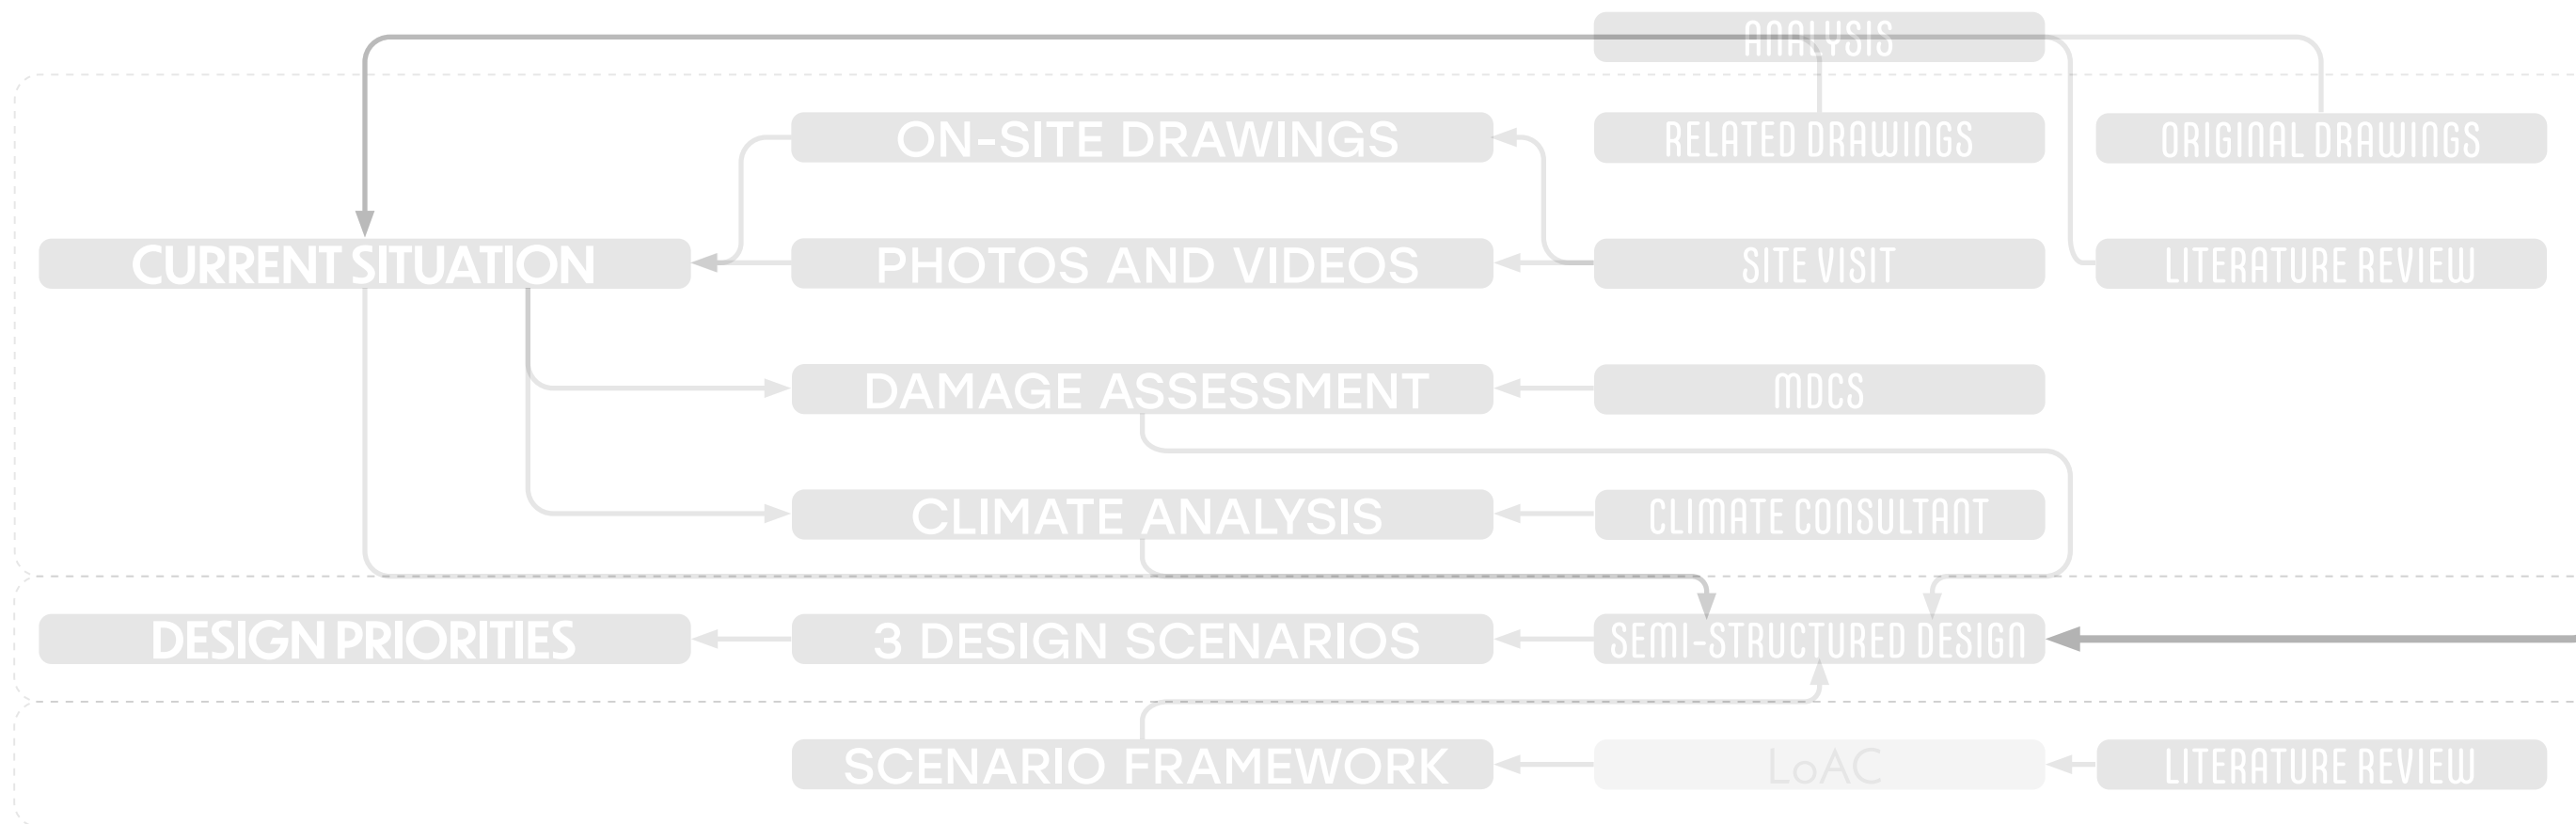 ANALYSIS
ON-SITE DRAWINGS
RELATED DRAWINGS
ORIGINAL DRAWINGS
CURRENT SITUATION
PHOTOS AND VIDEOS
SITE VISIT
LITERATURE REVIEW
DAMAGE ASSESSMENT
MDCS
CLIMATE ANALYSIS
CLIMATE CONSULTANT
DESIGN PRIORITIES
3 DESIGN SCENARIOS
SEMI-STRUCTURED DESIGN
SCENARIO FRAMEWORK
LoAC
LITERATURE REVIEW